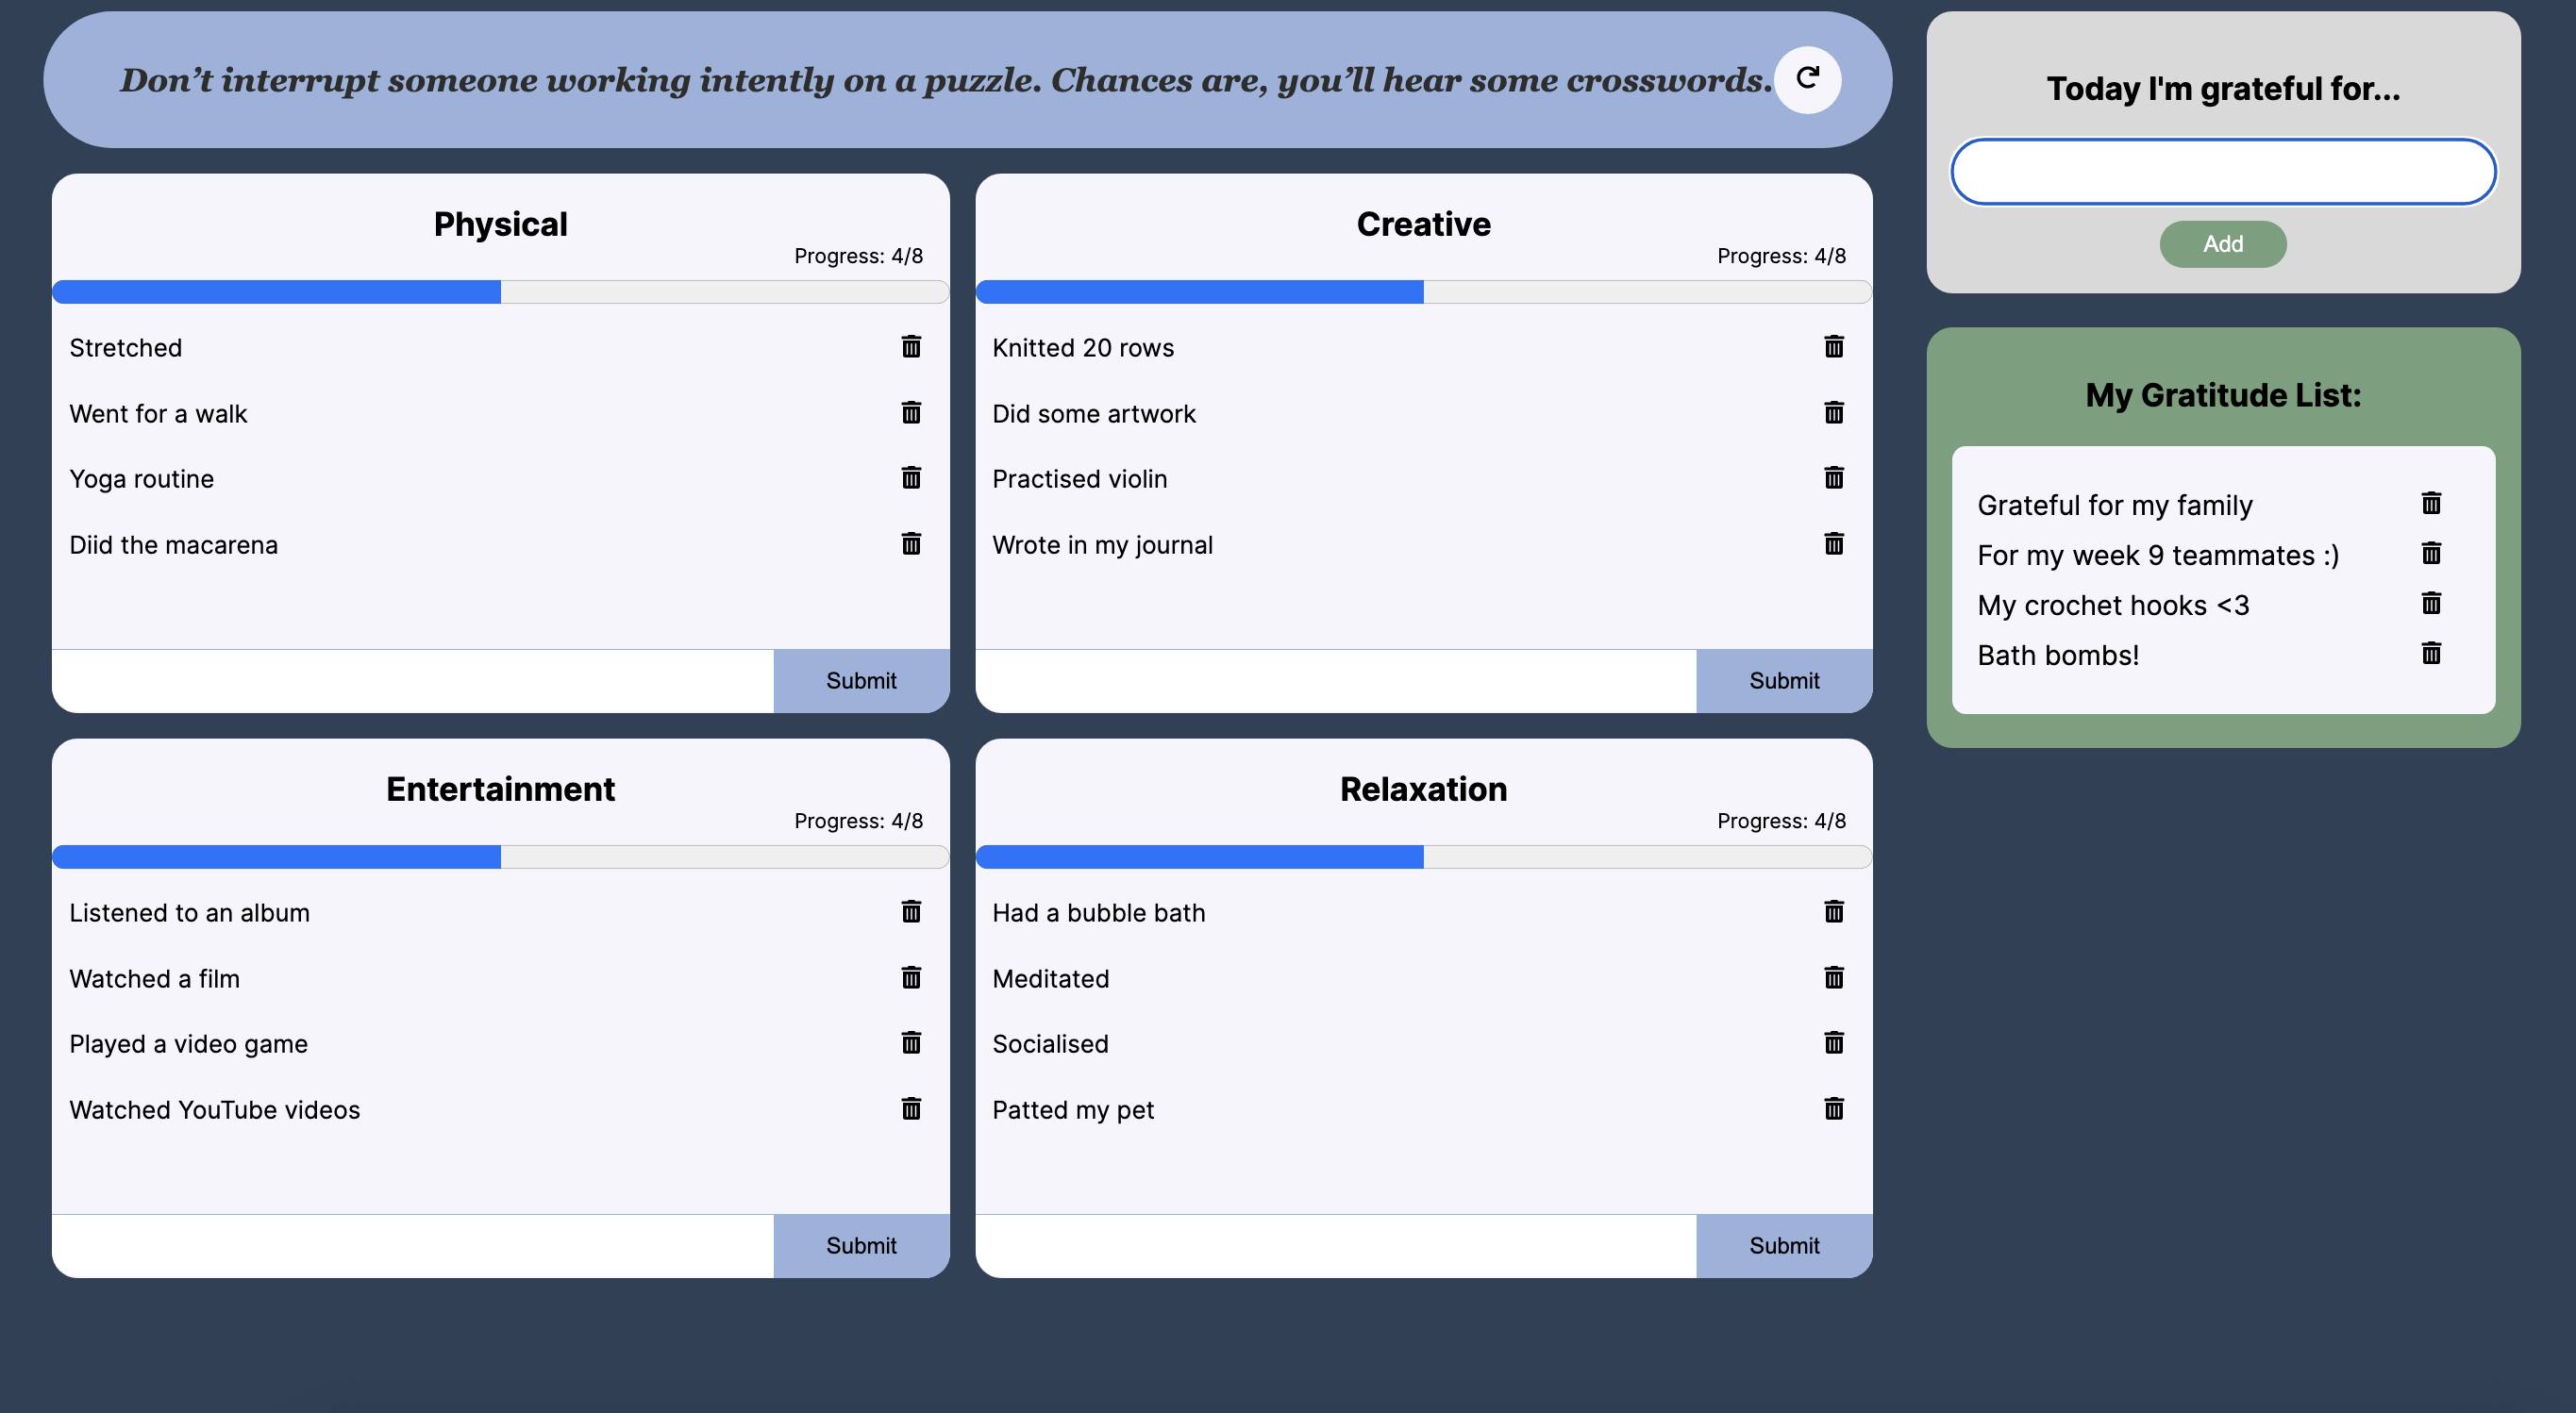 Don’t interrupt someone working intently on a puzzle. Chances are, you’ll hear some crosswords.
Physical
Progress: 4/8
Stretched
Went for a walk
Yoga routine
Diid the macarena
Submit
Creative
Progress: 4/8
Knitted 20 rows
Did some artwork
Practised violin
Wrote in my journal
Submit
Entertainment
Progress: 4/8
Listened to an album
Watched a film
Played a video game
Watched YouTube videos
Submit
Relaxation
Progress: 4/8
Had a bubble bath
Meditated
Socialised
Patted my pet
Submit
Today I'm grateful for...
Add
My Gratitude List:
Grateful for my family
For my week 9 teammates :)
My crochet hooks <3
Bath bombs!